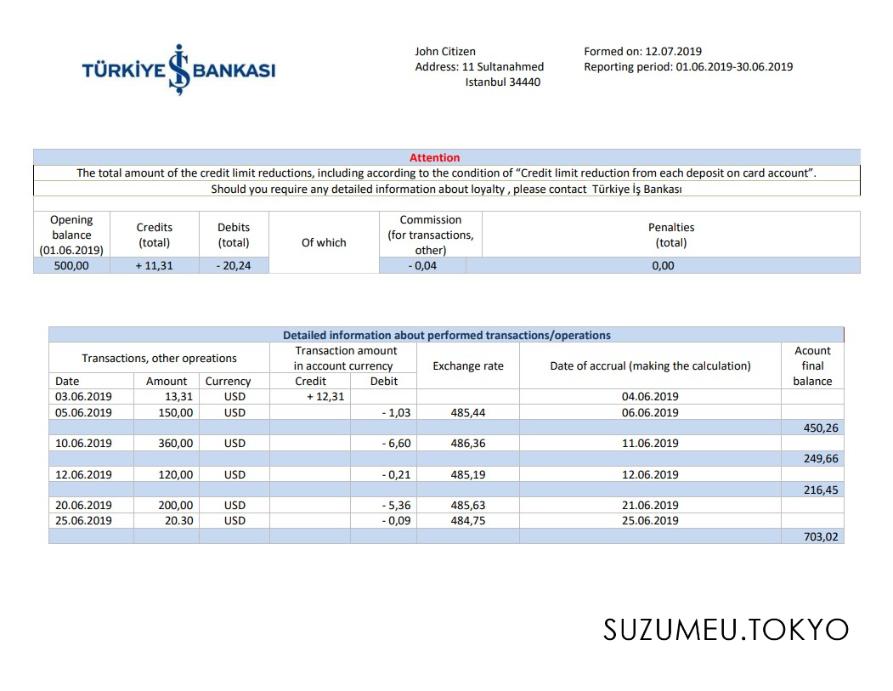 TÜRKİYE İŞ BANKASI
John Citizen
Address: 11 Sultanahmed
Istanbul 34440
Formed on: 12.07.2019
Reporting period: 01.06.2019-30.06.2019
Attention
The total amount of the credit limit reductions, including according to the condition of “Credit limit reduction from each deposit on card account”.
Should you require any detailed information about loyalty , please contact Türkiye İş Bankası
Opening balance (01.06.2019) Credits (total) Debits (total) Of which Commission (for transactions, other) Penalties (total)
500,00 + 11,31 - 20,24 - 0,04 0,00
Detailed information about performed transactions/operations
Transactions, other opreations Transaction amount in account currency Exchange rate Date of accrual (making the calculation) Acount final balance
Date Amount Currency Credit Debit
03.06.2019 13,31 USD + 12,31 04.06.2019
05.06.2019 150,00 USD - 1,03 485,44 06.06.2019
450,26
10.06.2019 360,00 USD - 6,60 486,36 11.06.2019
249,66
12.06.2019 120,00 USD - 0,21 485,19 12.06.2019
216,45
20.06.2019 200,00 USD - 5,36 485,63 21.06.2019
25.06.2019 20.30 USD - 0,09 484,75 25.06.2019
703,02
SUZUMEU.TOKYO